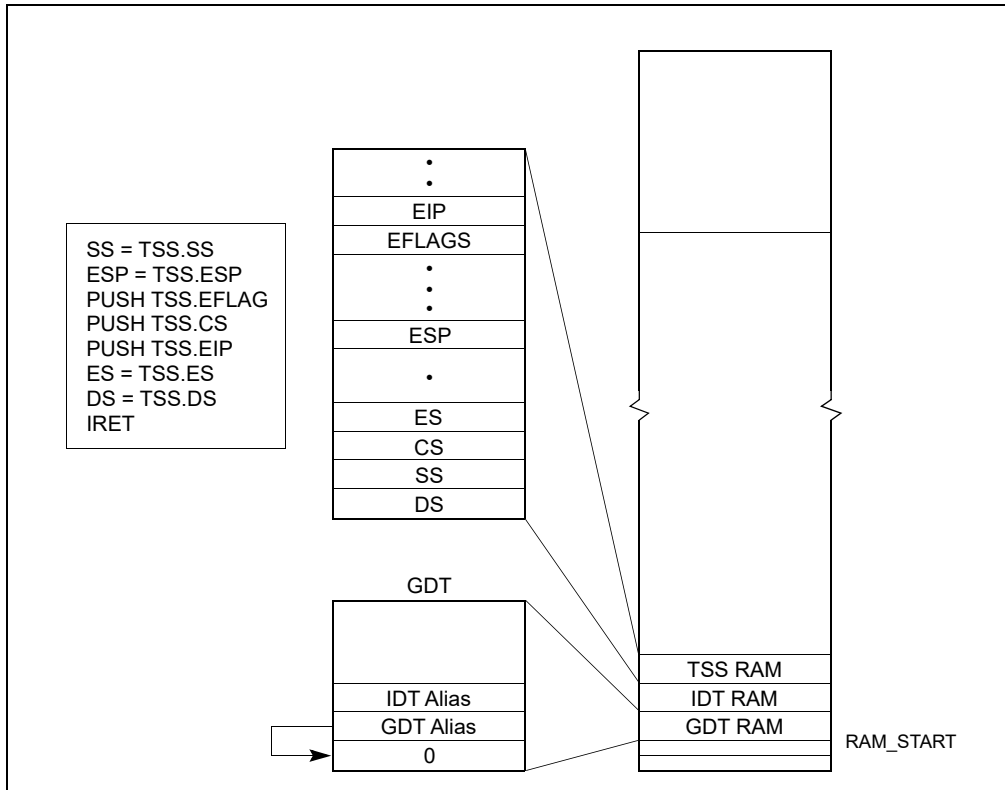 SS = TSS.SS
ESP = TSS.ESP
PUSH TSS.EFLAG
PUSH TSS.CS
PUSH TSS.EIP
ES = TSS.ES
DS = TSS.DS
IRET
EIP
EFLAGS
ESP
ES
CS
SS
DS
GDT
IDT Alias
GDT Alias
0
TSS RAM
IDT RAM
GDT RAM
RAM_START